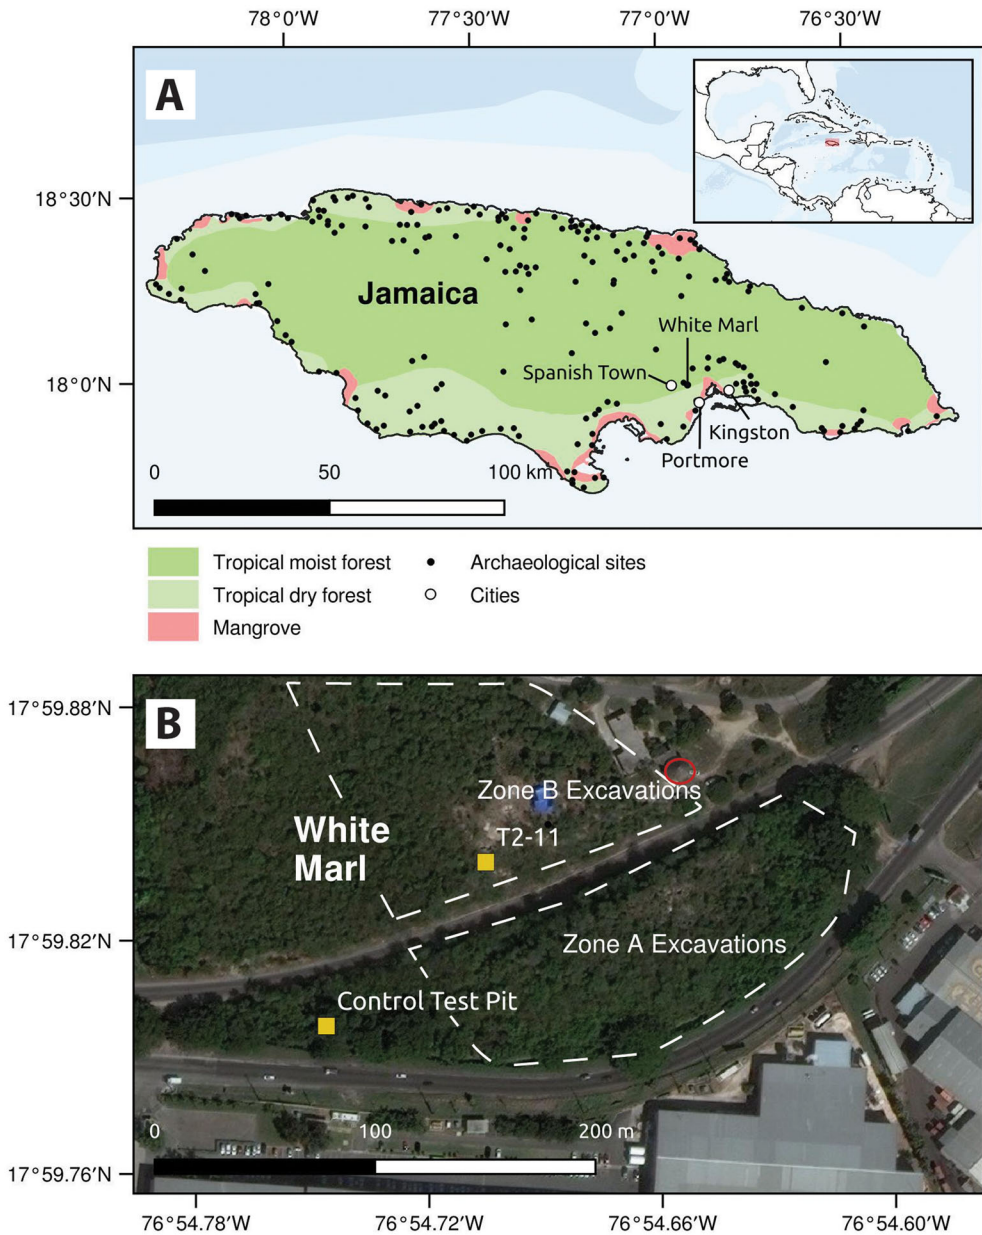 78°0′W 77°30′W 77°0′W 76°30′W
A
18°30′N
Jamaica
White Marl
Spanish Town
18°0′N
Kingston
Portmore
0 50 100 km
Tropical moist forest
Archaeological sites
Tropical dry forest
Cities
Mangrove
17°59.88′N
B
Zone B Excavations
White
Marl
T2-11
17°59.82′N
Zone A Excavations
Control Test Pit
0 100 200 m
17°59.76′N
76°54.78′W 76°54.72′W 76°54.66′W 76°54.60′W